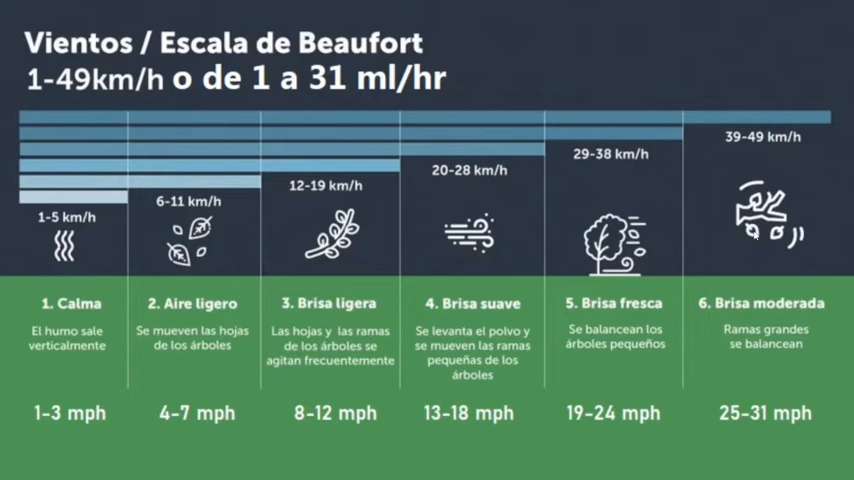 Vientos / Escala de Beaufort
1-49km/h o de 1 a 31 ml/hr
1-5 km/h
6-11 km/h
12-19 km/h
20-28 km/h
29-38 km/h
39-49 km/h
1. Calma
El humo sale
verticalmente
1-3 mph
2. Aire ligero
Se mueven las hojas
de los árboles
4-7 mph
3. Brisa ligera
Las hojas y las ramas
de los árboles se
agitan frecuentemente
8-12 mph
4. Brisa suave
Se levanta el polvo y
se mueven las ramas
pequeñas de los
árboles
13-18 mph
5. Brisa fresca
Se balancean los
árboles pequeños
19-24 mph
6. Brisa moderada
Ramas grandes
se balancean
25-31 mph